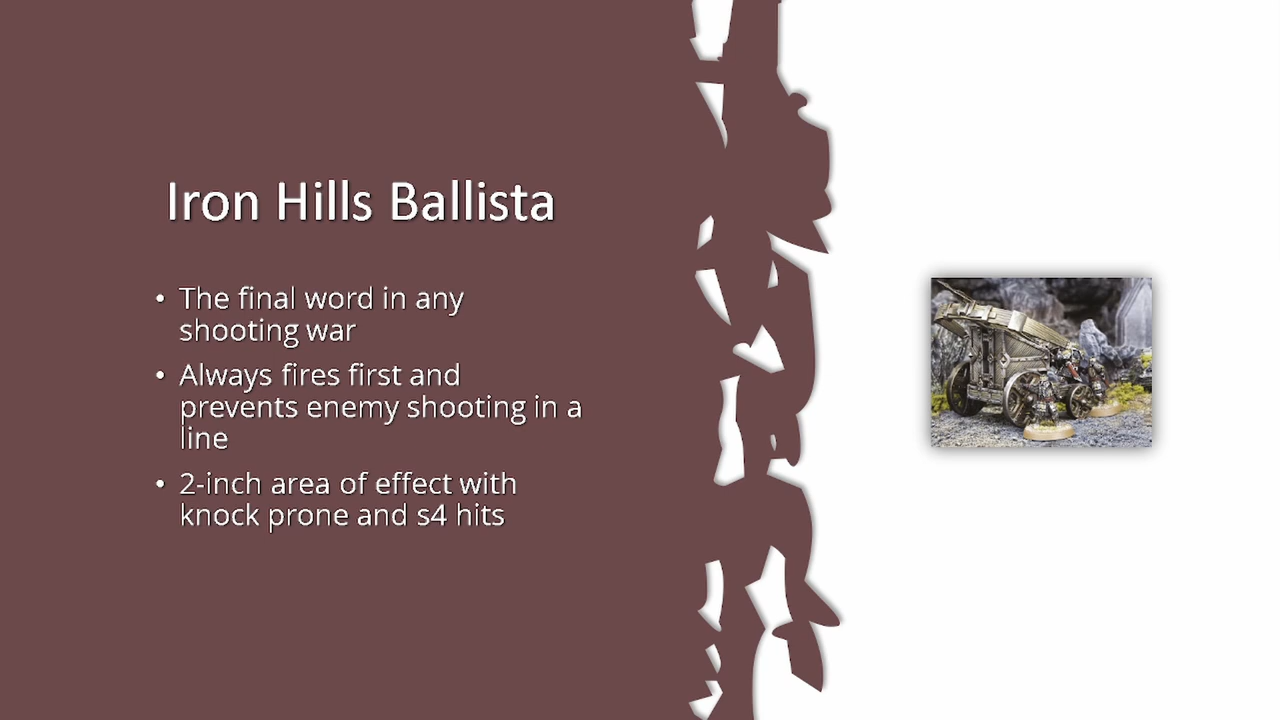 Iron Hills Ballista
• The final word in any
shooting war
• Always fires first and
prevents enemy shooting in a
line
• 2-inch area of effect with
knock prone and s4 hits